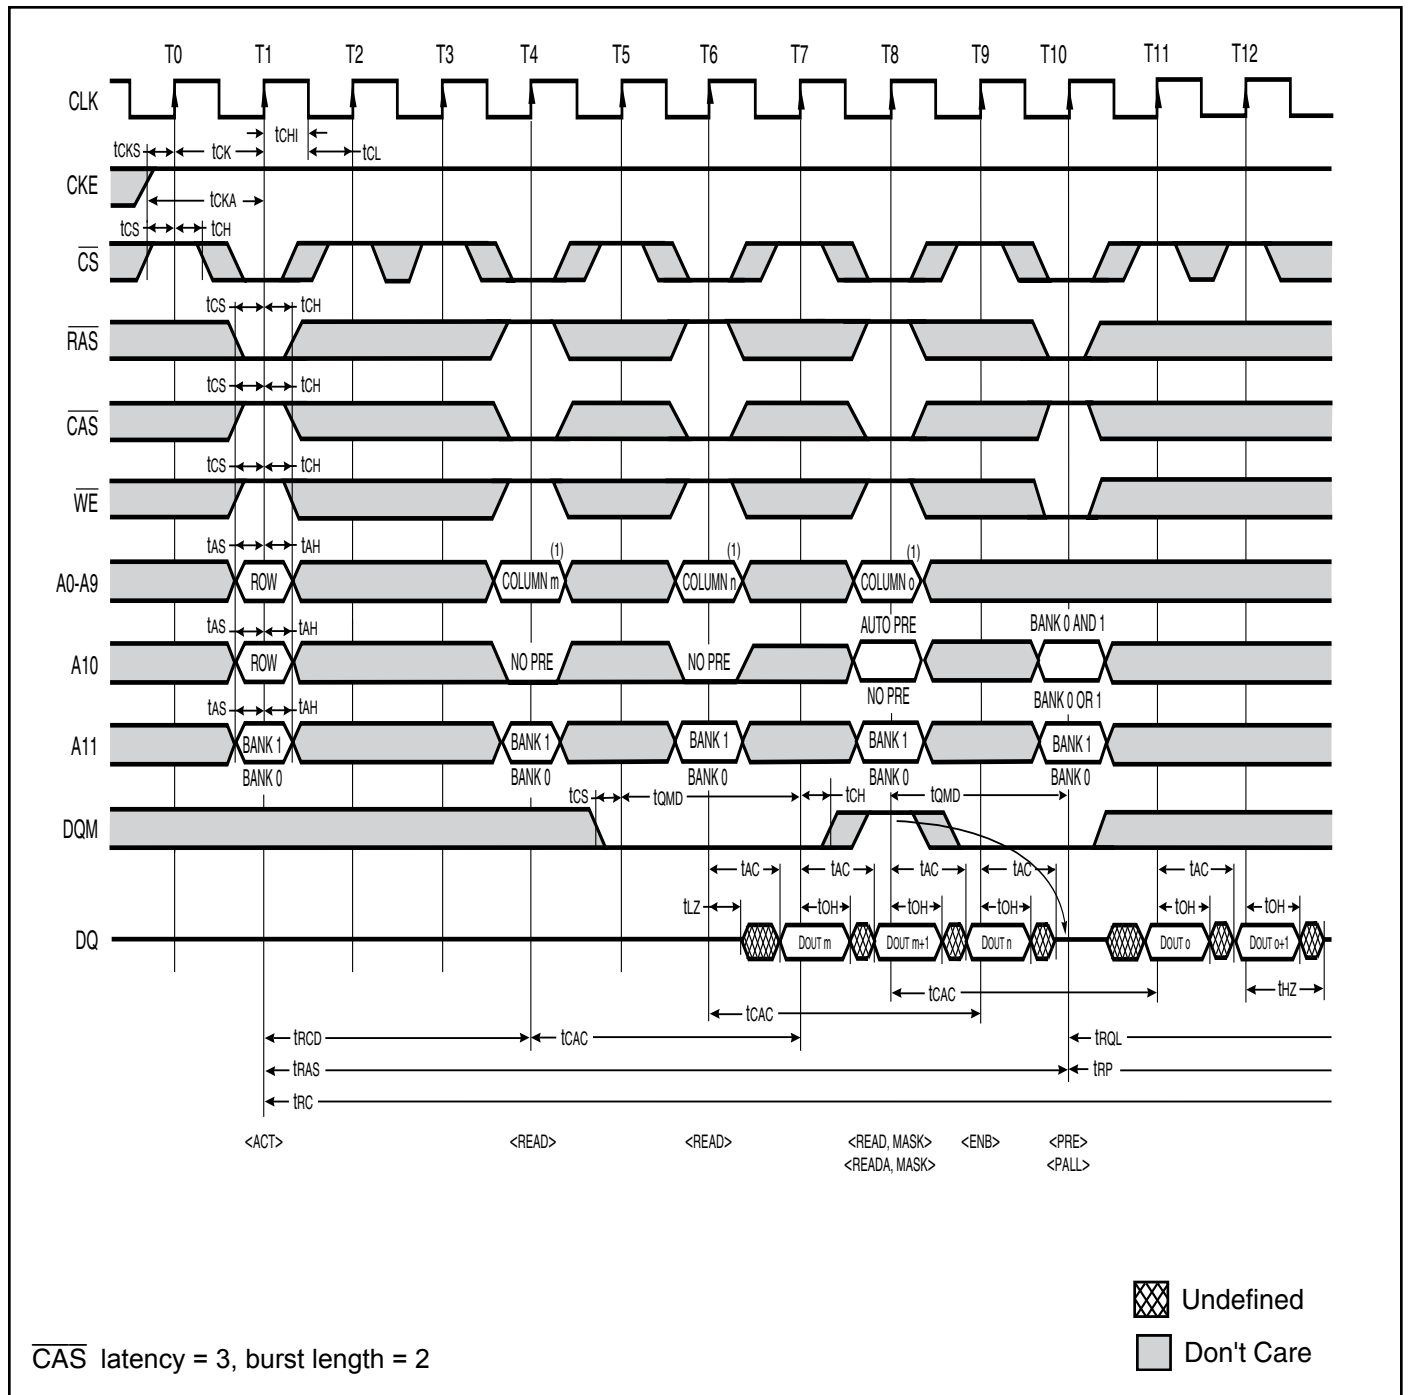 T0 T1 T2 T3 T4 T5 T6 T7 T8 T9 T10 T11 T12
CLK
tCHI
tCKS tCK tCL
CKE
tCKA
tCS tCH
CS
tCS tCH
RAS
tCS tCH
CAS
tCS tCH
WE
tAS tAH (1) (1) (1)
A0-A9 ROW COLUMN m COLUMN n COLUMN o
tAS tAH AUTO PRE BANK 0 AND 1
A10 ROW NO PRE NO PRE
NO PRE BANK 0 OR 1
tAS tAH
A11 BANK 1 BANK 1 BANK 1 BANK 1 BANK 1
BANK 0 BANK 0 BANK 0 BANK 0 BANK 0
tCS tQMD tCH tQMD
DQM
tAC tAC tAC tAC tAC
tLZ tOH tOH tOH tOH tOH
DQ DOUT m DOUT m+1 DOUT n DOUT o DOUT o+1
tCAC tHZ
tCAC
tRCD tCAC tRQL
tRAS tRP
tRC
<ACT> <READ> <READ> <READ, MASK> <ENB> <PRE>
<READA, MASK> <PALL>
Undefined
Don't Care
CAS latency = 3, burst length = 2